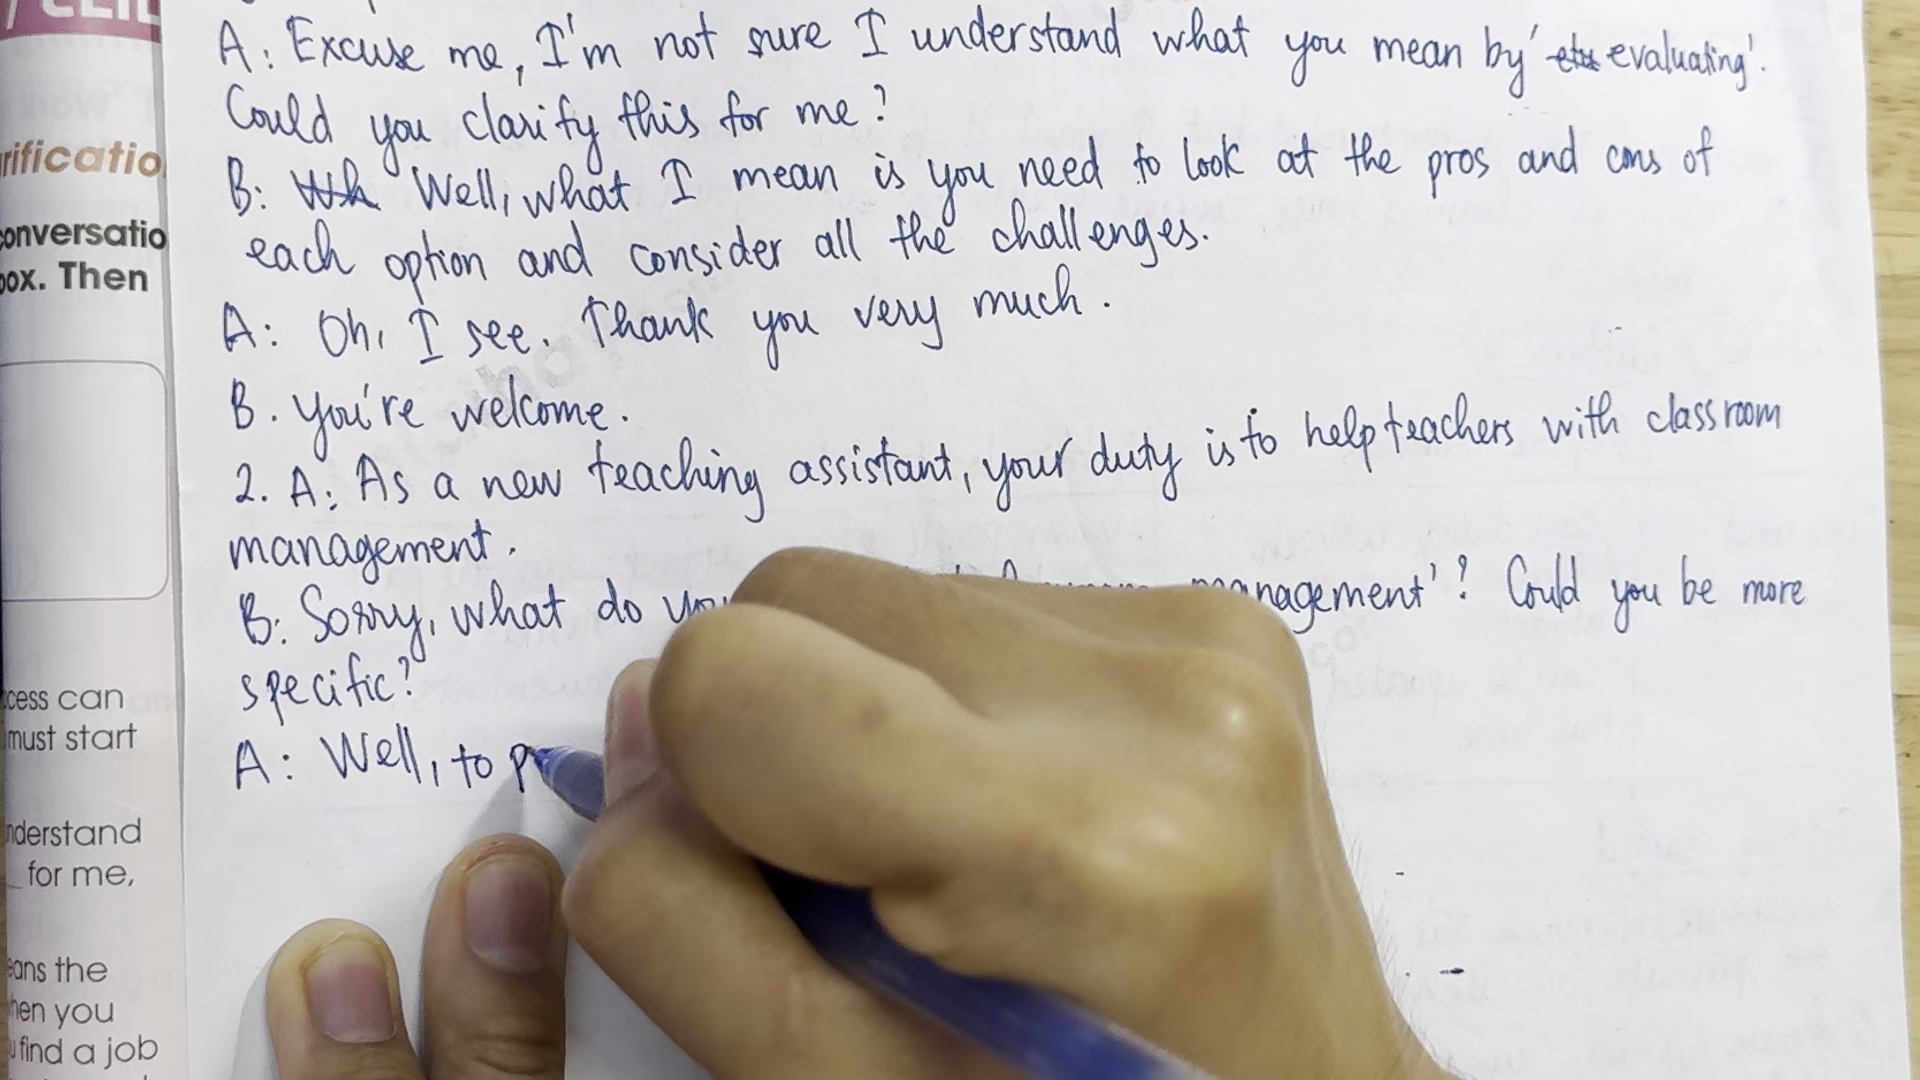 A: Excuse me, I'm not sure I understand what you mean by 'evaluating'.
Could you clarify this for me?
B: Well, what I mean is you need to look at the pros and cons of
each option and consider all the challenges.
A: Oh, I see. Thank you very much.
B. You're welcome.
2. A: As a new teaching assistant, your duty is to help teachers with classroom
management.
B: Sorry, what do you nagement'? Could you be more
specific?
A: Well, to p
rificatio
onversatio
box. Then
cess can
must start
nderstand
_ for me,
eans the
hen you
find a job